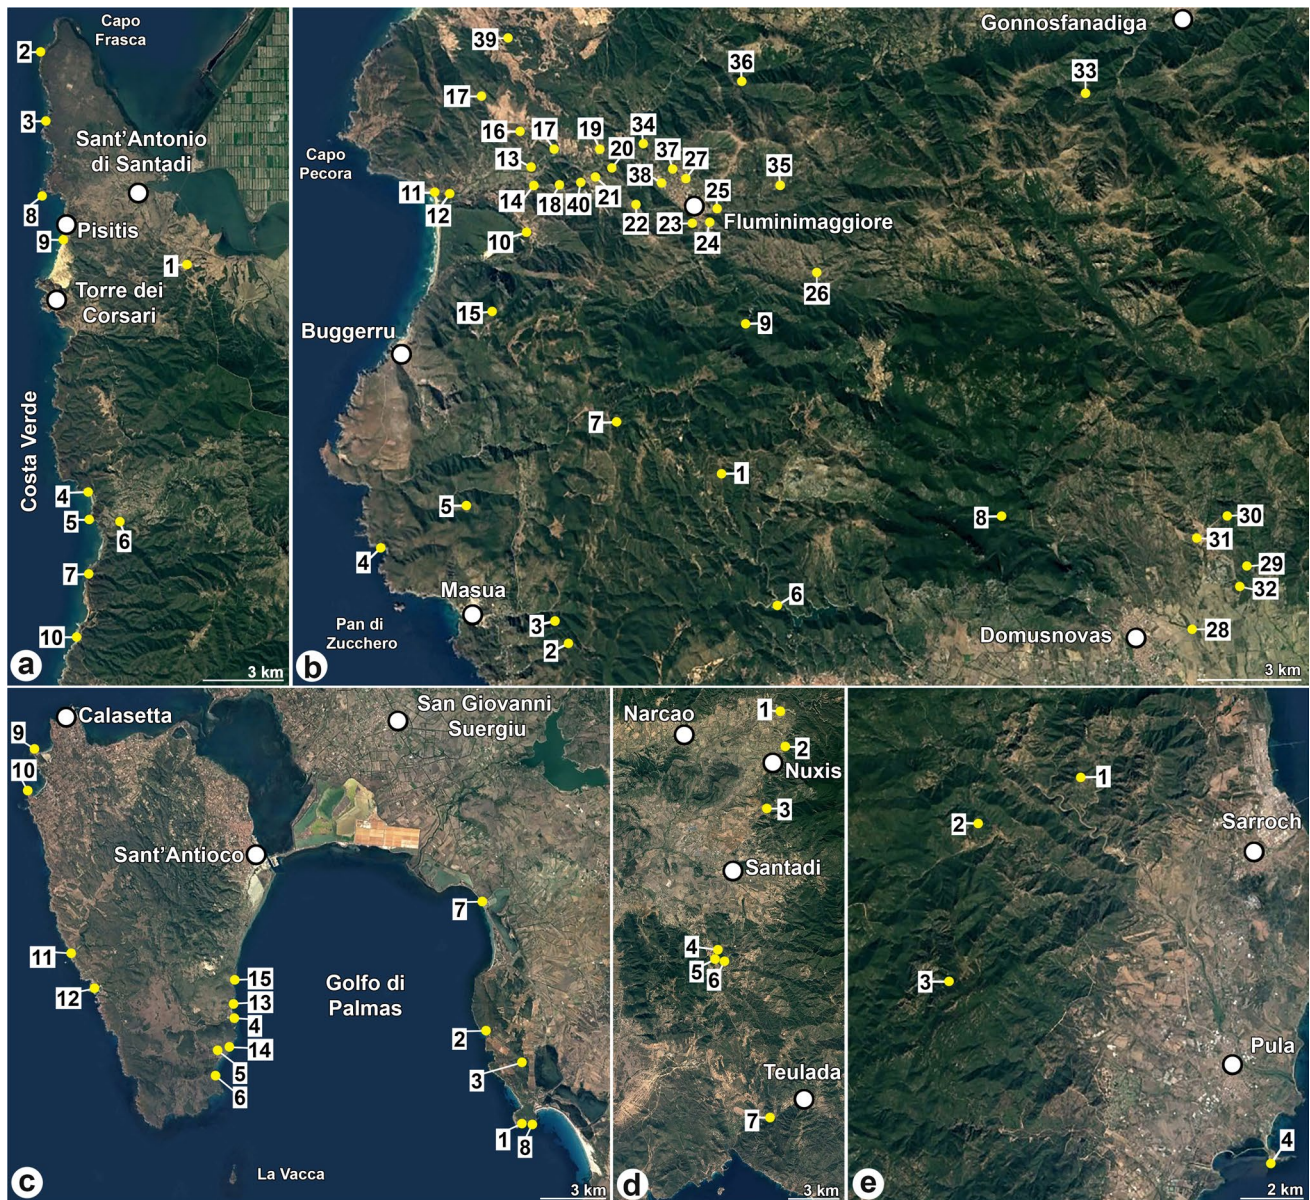 Capo
Frasca
2
3
Sant'Antonio
di Santadi
8
Pisitis
9
1
Torre dei
Corsari
Costa Verde
4
5
6
7
10
a
3 km
Gonnosfanadiga
39
36
33
17
34
16
17
19
20
37
27
35
Capo
Pecora
13
38
25
11
12
14
18
40
21
22
23
24
Fluminimaggiore
10
26
15
9
Buggerru
7
1
5
8
30
31
4
29
32
Masua
6
Pan di
Zucchero
3
2
Domusnovas
28
b
3 km
Calasetta
San Giovanni
Suergiu
9
10
Sant'Antioco
7
11
12
15
13
4
Golfo di
Palmas
14
5
6
2
3
1
8
La Vacca
c
3 km
Narcao
1
2
Nuxis
3
Santadi
4
5
6
Teulada
7
d
3 km
1
2
Sarroch
3
Pula
4
e
2 km